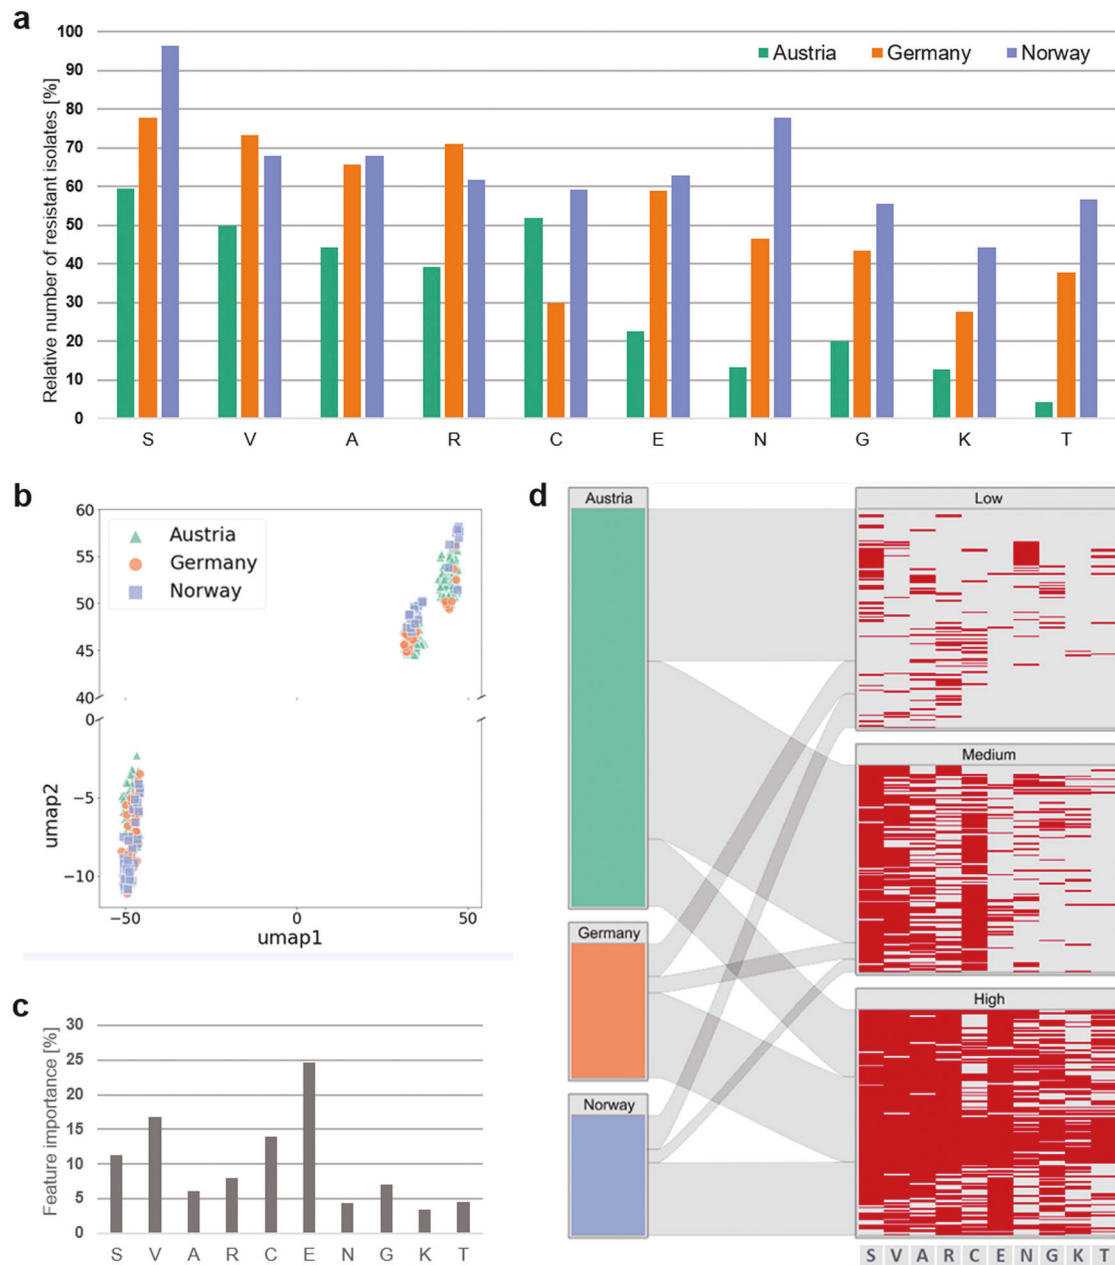 a
Relative number of resistant isolates [%]
100
90
80
70
60
50
40
30
20
10
0
Austria Germany Norway
S V A R C E N G K T
b
60
55
50
45
40
0
−5
−10
umap2
Austria
Germany
Norway
−50 0 50
umap1
c
Feature importance [%]
30
25
20
15
10
5
0
S V A R C E N G K T
d
Austria
Germany
Norway
Low
Medium
High
S V A R C E N G K T